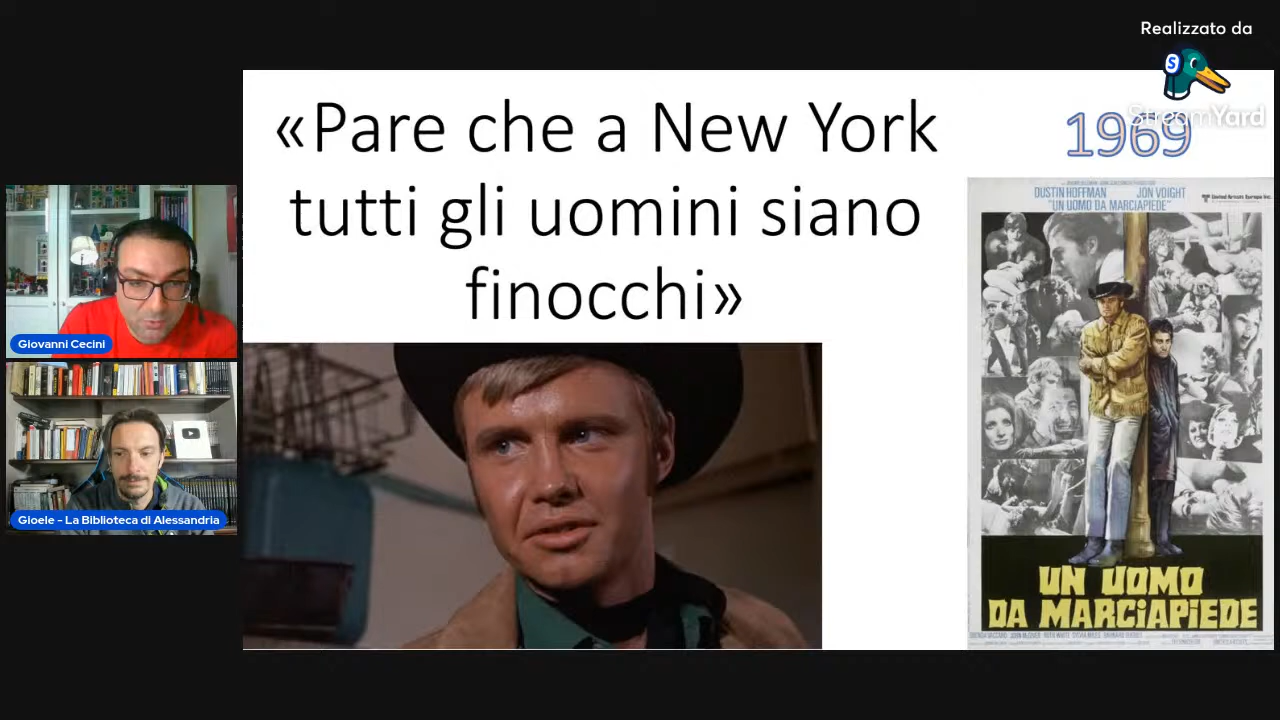 Realizzato da
StreamYard
«Pare che a New York
tutti gli uomini siano
finocchi»
1969
DUSTIN HOFFMAN JON VOIGHT
"UN UOMO DA MARCIAPIEDE"
UN UOMO
DA MARCIAPIEDE
Giovanni Cecini
Gioele - La Biblioteca di Alessandria